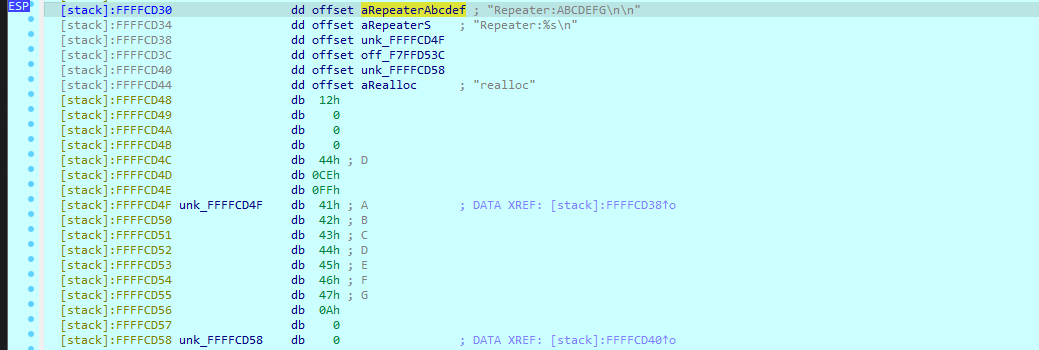 ESP [stack]:FFFFCD30 dd offset aRepeaterAbcdef ; "Repeater:ABCDEFG\n\n"
[stack]:FFFFCD34 dd offset aRepeaterS ; "Repeater:%s\n"
[stack]:FFFFCD38 dd offset unk_FFFFCD4F
[stack]:FFFFCD3C dd offset off_F7FFD53C
[stack]:FFFFCD40 dd offset unk_FFFFCD58
[stack]:FFFFCD44 dd offset aRealloc ; "realloc"
[stack]:FFFFCD48 db 12h
[stack]:FFFFCD49 db 0
[stack]:FFFFCD4A db 0
[stack]:FFFFCD4B db 0
[stack]:FFFFCD4C db 44h ; D
[stack]:FFFFCD4D db 0CEh
[stack]:FFFFCD4E db 0FFh
[stack]:FFFFCD4F unk_FFFFCD4F db 41h ; A ; DATA XREF: [stack]:FFFFCD38↑o
[stack]:FFFFCD50 db 42h ; B
[stack]:FFFFCD51 db 43h ; C
[stack]:FFFFCD52 db 44h ; D
[stack]:FFFFCD53 db 45h ; E
[stack]:FFFFCD54 db 46h ; F
[stack]:FFFFCD55 db 47h ; G
[stack]:FFFFCD56 db 0Ah
[stack]:FFFFCD57 db 0
[stack]:FFFFCD58 unk_FFFFCD58 db 0 ; DATA XREF: [stack]:FFFFCD40↑o